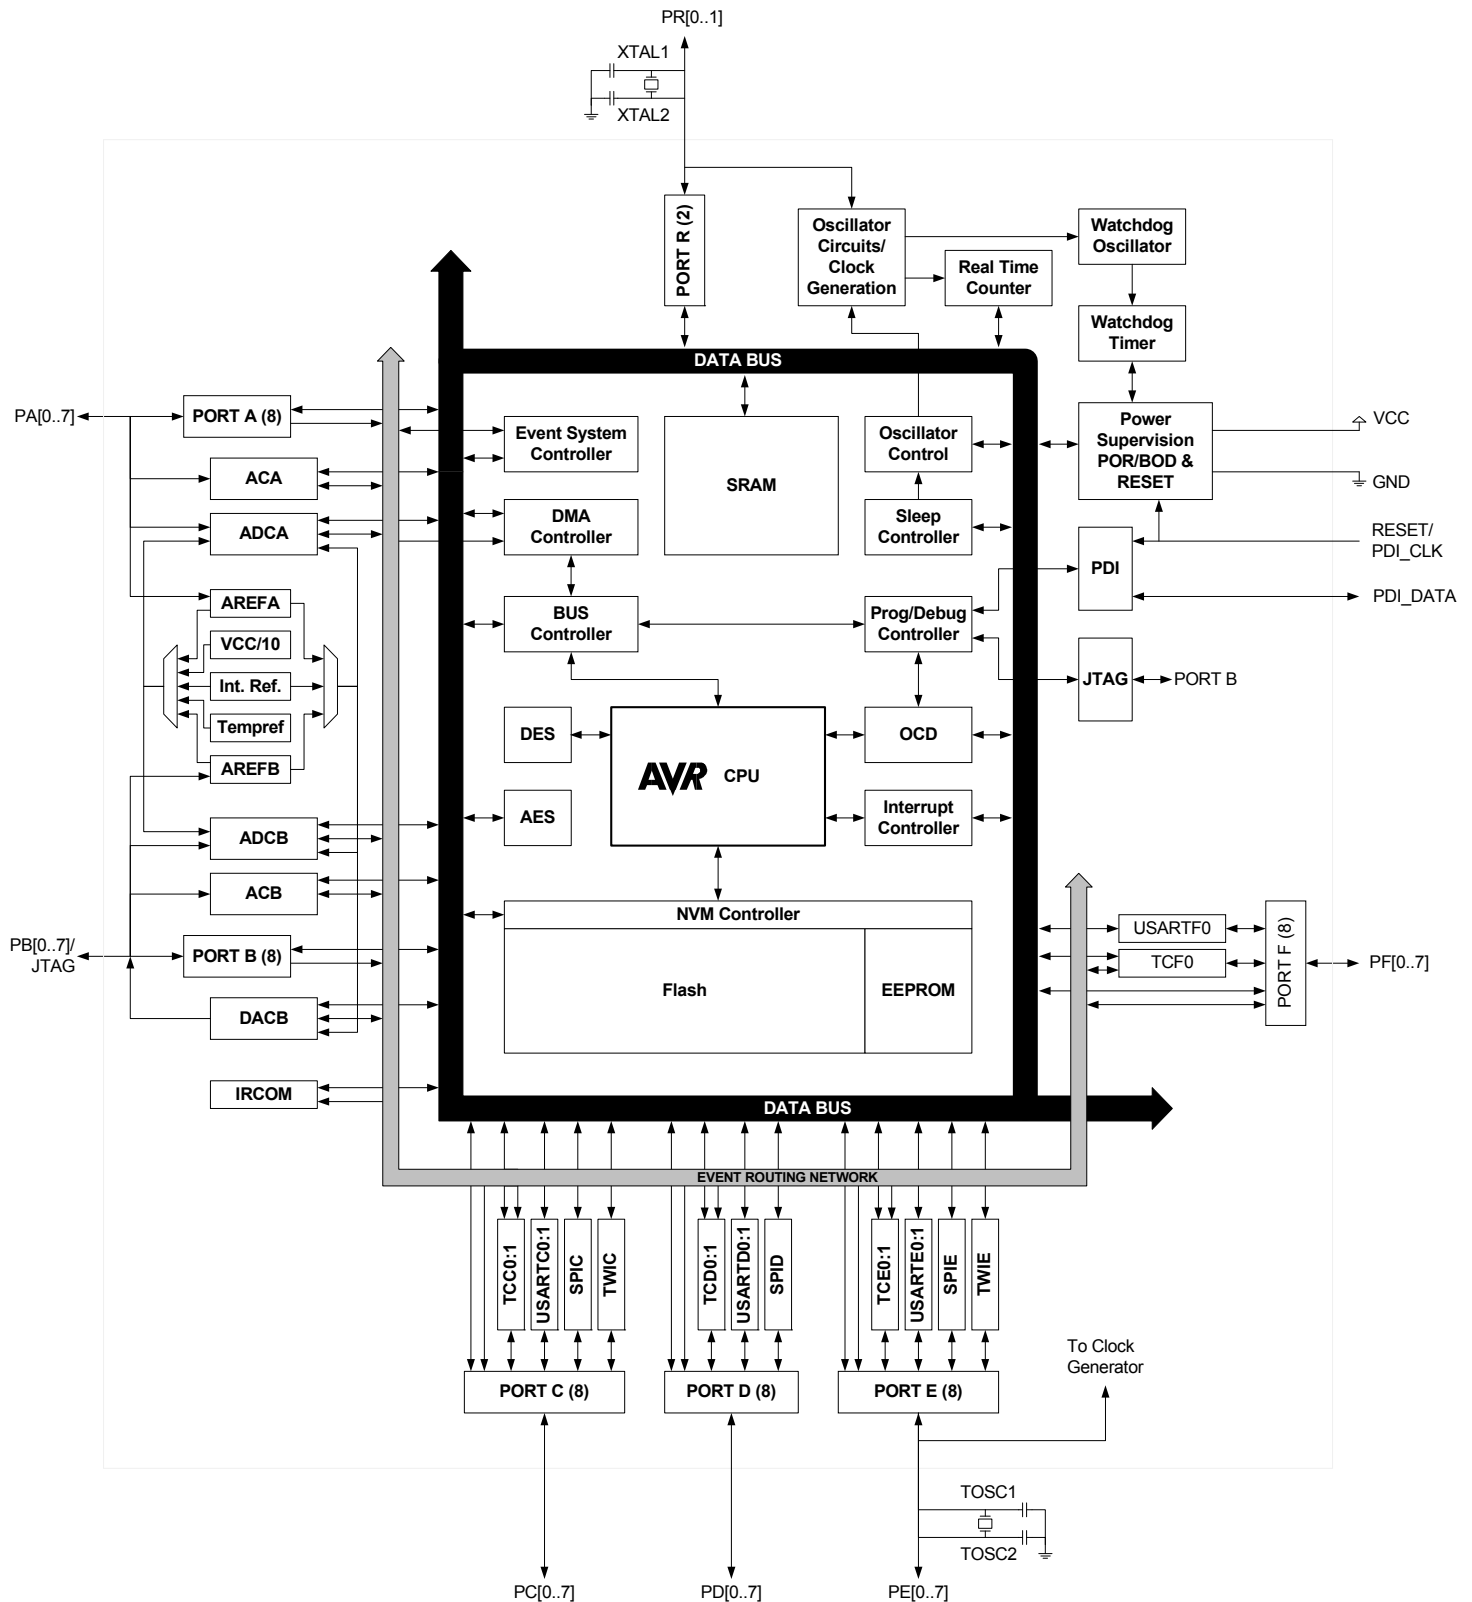 PR[0..1]
XTAL1
XTAL2
PORT R (2)
Oscillator
Circuits/
Clock
Generation
Watchdog
Oscillator
Real Time
Counter
Watchdog
Timer
DATA BUS
PA[0..7]
PORT A (8)
Event System
Controller
SRAM
Oscillator
Control
Power
Supervision
POR/BOD &
RESET
VCC
GND
ACA
ADCA
DMA
Controller
Sleep
Controller
RESET/
PDI_CLK
PDI
PDI_DATA
AREFA
VCC/10
Int. Ref.
Tempref
AREFB
BUS
Controller
Prog/Debug
Controller
JTAG
PORT B
DES
AVR CPU
OCD
AES
Interrupt
Controller
ADCB
ACB
NVM Controller
Flash
EEPROM
USARTF0
TCF0
PORT F (8)
PF[0..7]
PB[0..7]/
JTAG
PORT B (8)
DACB
IRCOM
DATA BUS
EVENT ROUTING NETWORK
TCC0:1
USARTC0:1
SPIC
TWIC
TCD0:1
USARTD0:1
SPID
TCE0:1
USARTE0:1
SPIE
TWIE
To Clock
Generator
PORT C (8)
PORT D (8)
PORT E (8)
TOSC1
TOSC2
PC[0..7]
PD[0..7]
PE[0..7]